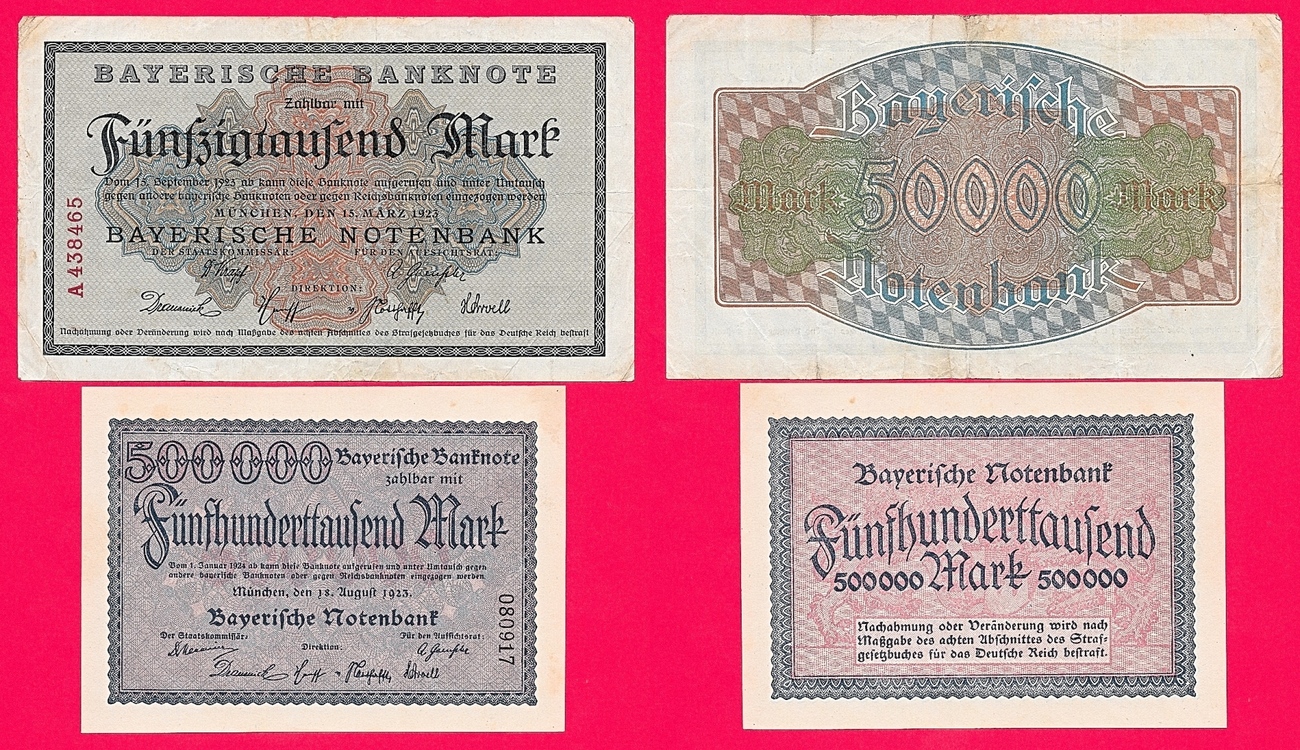 BAYERISCHE BANKNOTE
Zahlbar mit
Fünfzigtausend Mark
Vom 15. September 1923 ab kann diese Banknote aufgerufen und unter Umtausch
gegen andere bayerische Banknoten oder gegen Reichsbanknoten eingezogen werden
MÜNCHEN, DEN 15. MÄRZ 1923
BAYERISCHE NOTENBANK
DER STAATSKOMMISSÄR: FÜR DEN AUFSICHTSRAT:
DIREKTION:
Nachahmung oder Veränderung wird nach Maßgabe des achten Abschnittes des Strafgesetzbuches für das Deutsche Reich bestraft
A 438465
Bayerische
Mark 50000 Mark
Notenbank
500 000 Bayerische Banknote
zahlbar mit
Fünfhunderttausend Mark
Vom 1. Januar 1924 ab kann diese Banknote aufgerufen und unter Umtausch gegen
andere bayerische Banknoten oder gegen Reichsbanknoten eingezogen werden
München, den 18. August 1923.
Bayerische Notenbank
Der Staatskommissär: Direktion: Für den Aufsichtsrat:
080917
Bayerische Notenbank
Fünfhunderttausend
500000 Mark 500000
Nachahmung oder Veränderung wird nach
Maßgabe des achten Abschnittes des Straf-
gesetzbuches für das Deutsche Reich bestraft.